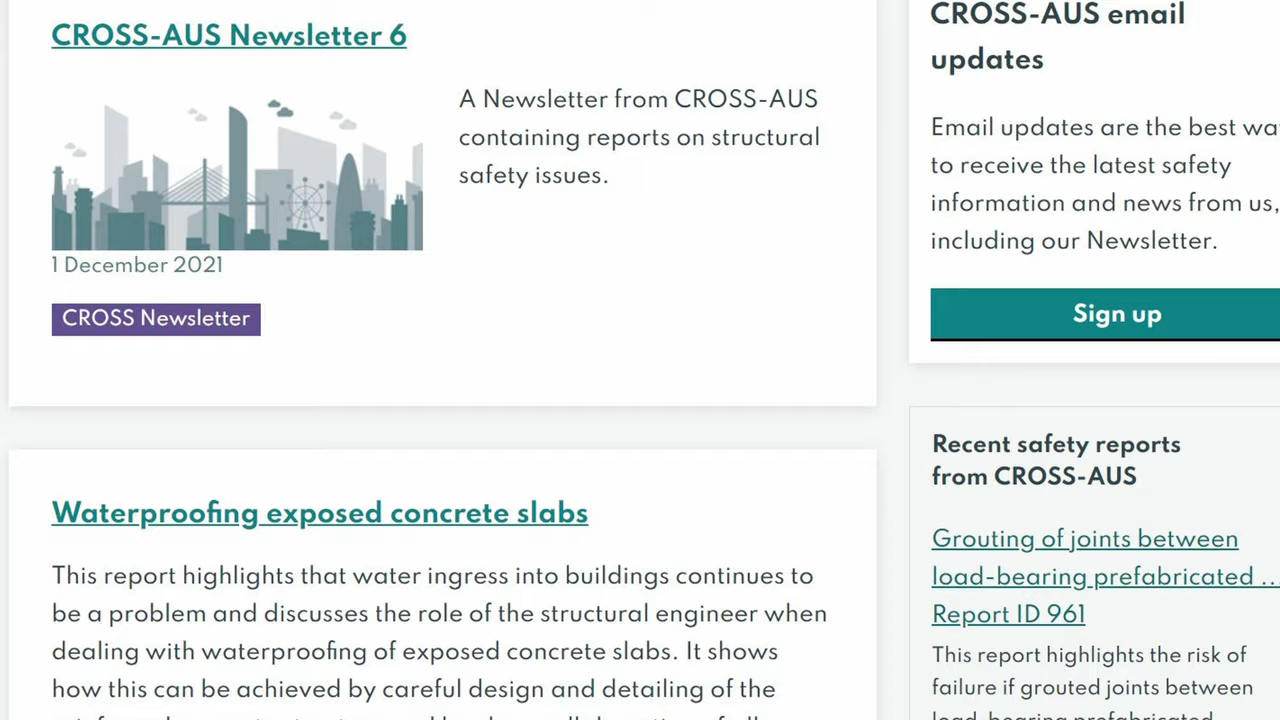 CROSS-AUS Newsletter 6
A Newsletter from CROSS-AUS
containing reports on structural
safety issues.
1 December 2021
CROSS Newsletter
Waterproofing exposed concrete slabs
This report highlights that water ingress into buildings continues to
be a problem and discusses the role of the structural engineer when
dealing with waterproofing of exposed concrete slabs. It shows
how this can be achieved by careful design and detailing of the
CROSS-AUS email
updates
Email updates are the best
to receive the latest safety
information and news from us,
including our Newsletter.
Sign up
Recent safety reports
from CROSS-AUS
Grouting of joints between
load-bearing prefabricated ...
Report ID 961
This report highlights the risk of
failure if grouted joints between
load-bearing prefabricated